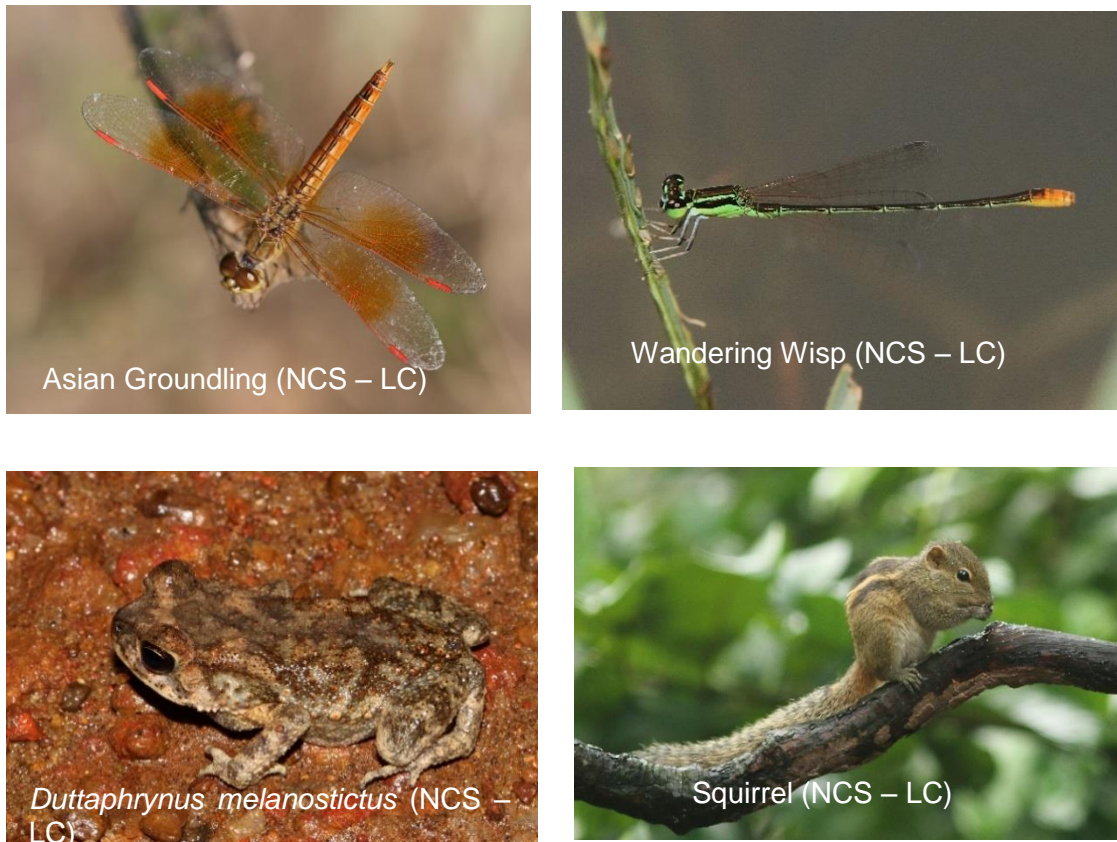 Asian Groundling (NCS – LC)
Wandering Wisp (NCS – LC)
Duttaphrynus melanostictus (NCS –
LC)
Squirrel (NCS – LC)